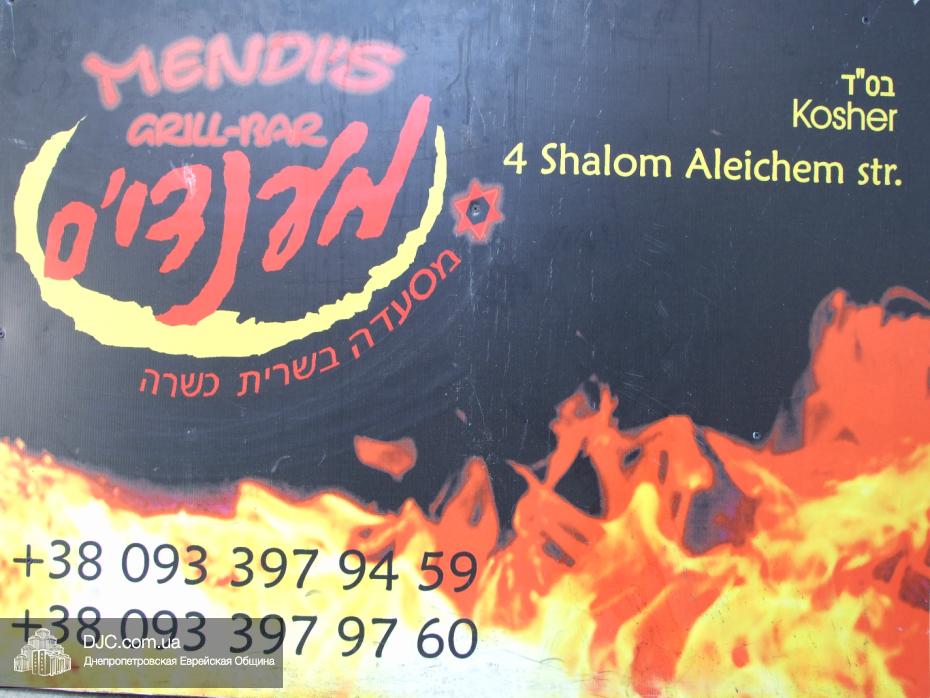 MENDI'S
GRILL-BAR
מענדי'ס
מסעדה בשרית כשרה
בס"ד
Kosher
4 Shalom Aleichem str.
+38 093 397 94 59
+38 093 397 97 60
DJC.com.ua
Днепропетровская Еврейская Община